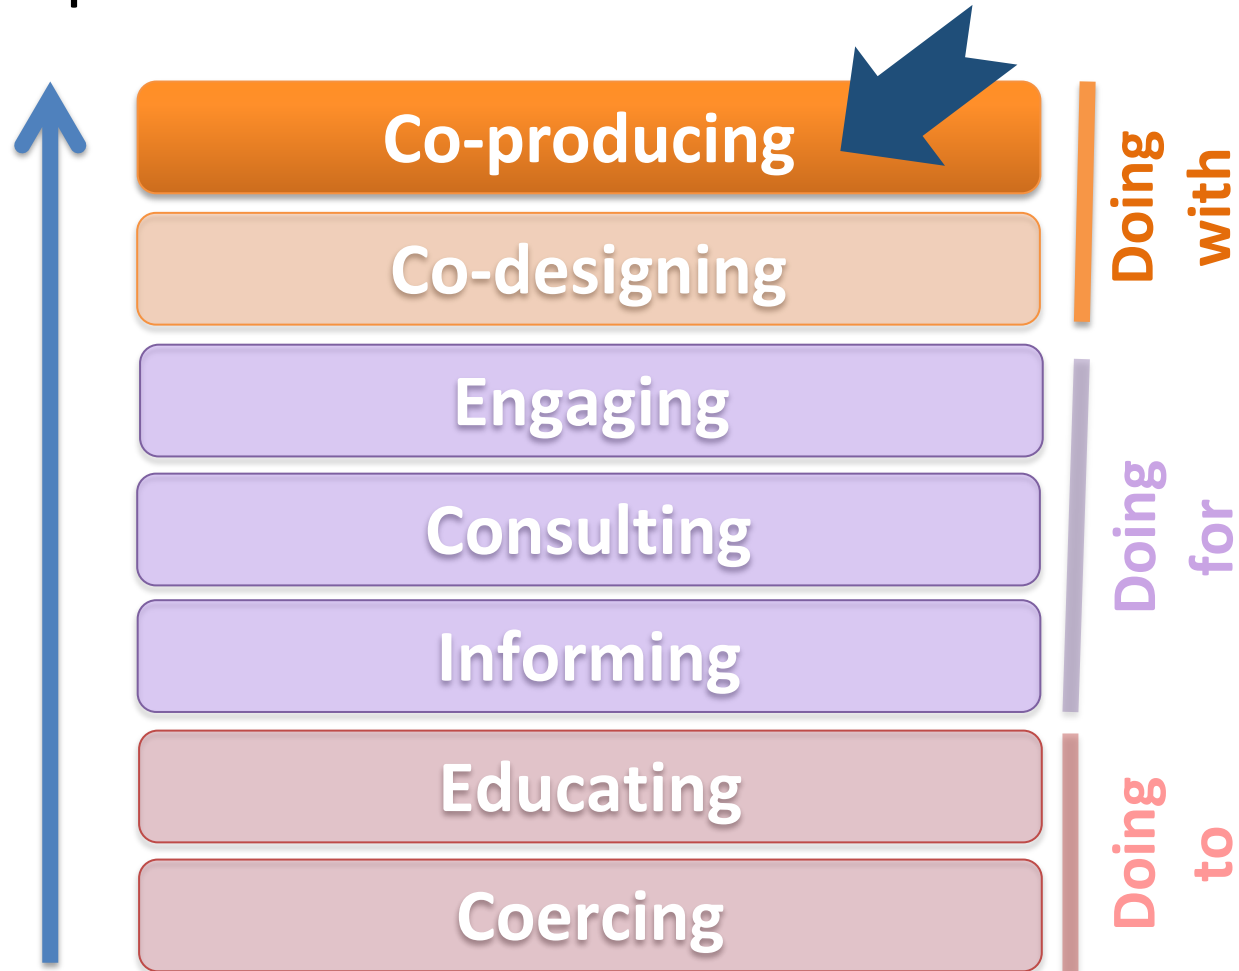 Co-producing
Co-designing
Engaging
Consulting
Informing
Educating
Coercing
Doing
with
Doing
for
Doing
to